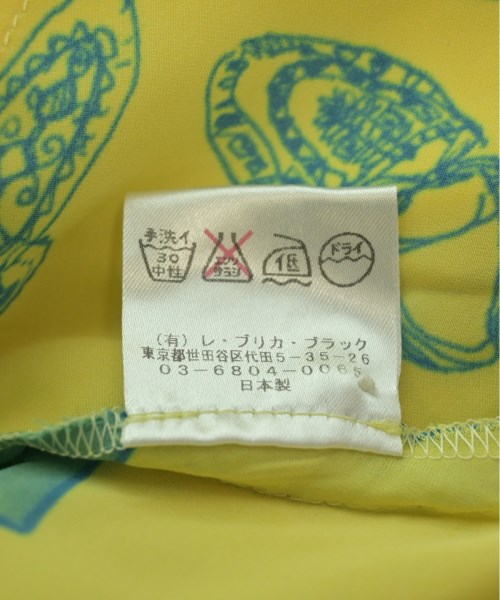 手洗イ
30
中性
エンソ
サラシ
低
ドライ
(有) レ・ブリカ・ブラック
東京都世田谷区代田5-35-26
03-6804-0065
日本製